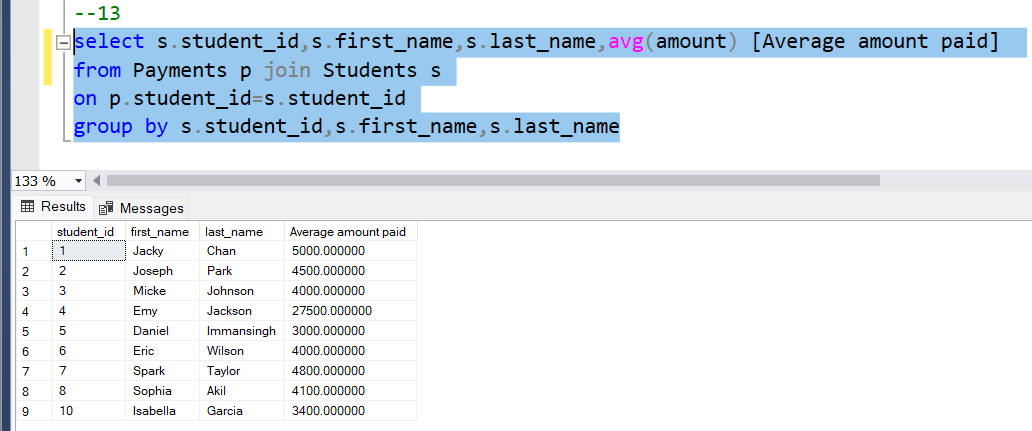 --13
select s.student_id,s.first_name,s.last_name,avg(amount) [Average amount paid]
from Payments p join Students s
on p.student_id=s.student_id
group by s.student_id,s.first_name,s.last_name
133 %
Results Messages
student_id first_name last_name Average amount paid
1 1 Jacky Chan 5000.000000
2 2 Joseph Park 4500.000000
3 3 Micke Johnson 4000.000000
4 4 Emy Jackson 27500.000000
5 5 Daniel Immansingh 3000.000000
6 6 Eric Wilson 4000.000000
7 7 Spark Taylor 4800.000000
8 8 Sophia Akil 4100.000000
9 10 Isabella Garcia 3400.000000